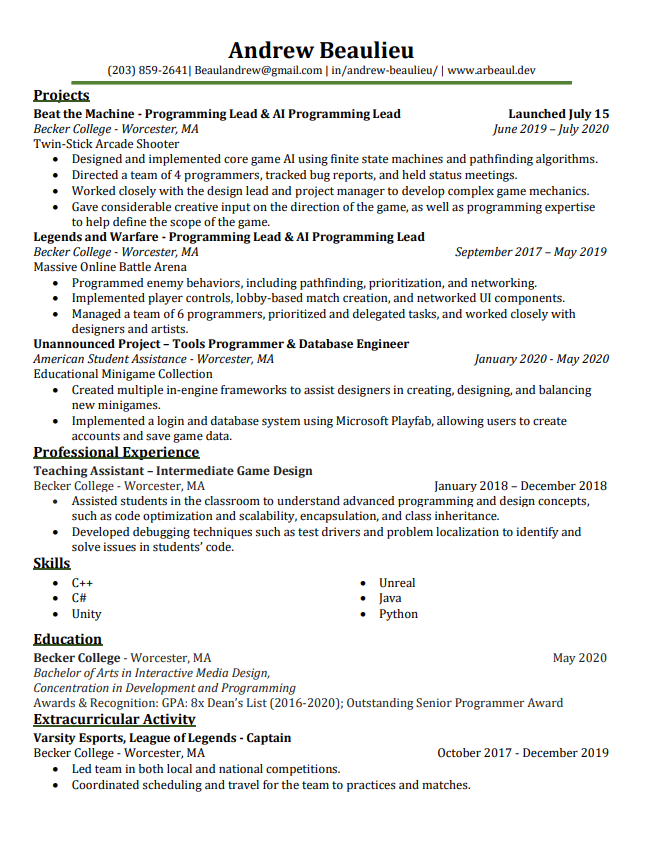 Andrew Beaulieu
(203) 859-2641| Beaulandrew@gmail.com | in/andrew-beaulieu/ | www.arbeaul.dev
Projects
Beat the Machine - Programming Lead & AI Programming Lead Launched July 15
Becker College - Worcester, MA June 2019 – July 2020
Twin-Stick Arcade Shooter
• Designed and implemented core game AI using finite state machines and pathfinding algorithms.
• Directed a team of 4 programmers, tracked bug reports, and held status meetings.
• Worked closely with the design lead and project manager to develop complex game mechanics.
• Gave considerable creative input on the direction of the game, as well as programming expertise
to help define the scope of the game.
Legends and Warfare - Programming Lead & AI Programming Lead
Becker College - Worcester, MA September 2017 – May 2019
Massive Online Battle Arena
• Programmed enemy behaviors, including pathfinding, prioritization, and networking.
• Implemented player controls, lobby-based match creation, and networked UI components.
• Managed a team of 6 programmers, prioritized and delegated tasks, and worked closely with
designers and artists.
Unannounced Project – Tools Programmer & Database Engineer
American Student Assistance - Worcester, MA January 2020 - May 2020
Educational Minigame Collection
• Created multiple in-engine frameworks to assist designers in creating, designing, and balancing
new minigames.
• Implemented a login and database system using Microsoft Playfab, allowing users to create
accounts and save game data.
Professional Experience
Teaching Assistant – Intermediate Game Design
Becker College - Worcester, MA January 2018 – December 2018
• Assisted students in the classroom to understand advanced programming and design concepts,
such as code optimization and scalability, encapsulation, and class inheritance.
• Developed debugging techniques such as test drivers and problem localization to identify and
solve issues in students’ code.
Skills
• C++ • Unreal
• C# • Java
• Unity • Python
Education
Becker College - Worcester, MA May 2020
Bachelor of Arts in Interactive Media Design,
Concentration in Development and Programming
Awards & Recognition: GPA: 8x Dean’s List (2016-2020); Outstanding Senior Programmer Award
Extracurricular Activity
Varsity Esports, League of Legends - Captain
Becker College - Worcester, MA October 2017 - December 2019
• Led team in both local and national competitions.
• Coordinated scheduling and travel for the team to practices and matches.